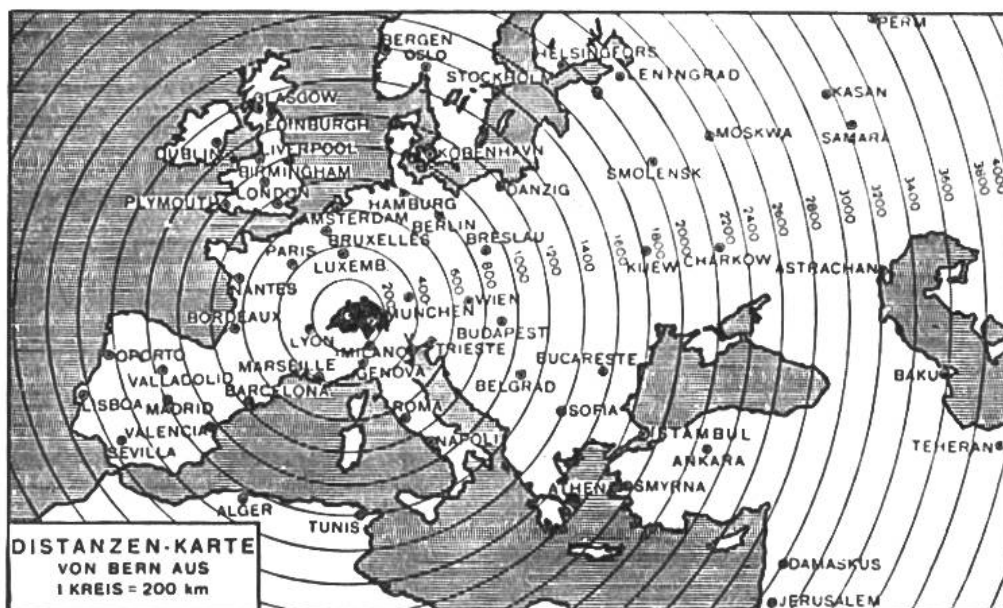 PERM
BERGEN
OSLO
HELSINGFORS
STOCKHOLM
LENINGRAD
KASAN
GLASGOW
EDINBURGH
MOSKWA
SAMARA
DUBLIN
LIVERPOOL
KÖBENHAVN
BIRMINGHAM
SMOLENSK
LONDON
DANZIG
PLYMOUTH
HAMBURG
AMSTERDAM
BERLIN
BRUXELLES
BRESLAU
PARIS
KIJEW
CHARKOW
LUXEMB.
ASTRACHAN
200 400 600 800 1000 1200 1400 1600 1800 2000 2200 2400 2600 2800 3000 3200 3400 3600 3800 4000
NANTES
WIEN
MÜNCHEN
BORDEAUX
BUDAPEST
LYON
MILANO
TRIESTE
OPORTO
BUCARESTE
MARSEILLE
GENOVA
VALLADOLID
BAKU
BARCELONA
BELGRAD
LISBOA
MADRID
ROMA
SOFIA
VALENCIA
NAPOLI
ISTAMBUL
TEHERAN
SEVILLA
ANKARA
ATHEN
SMYRNA
ALGER
TUNIS
DISTANZEN-KARTE
VON BERN AUS
1 KREIS = 200 km
DAMASKUS
JERUSALEM